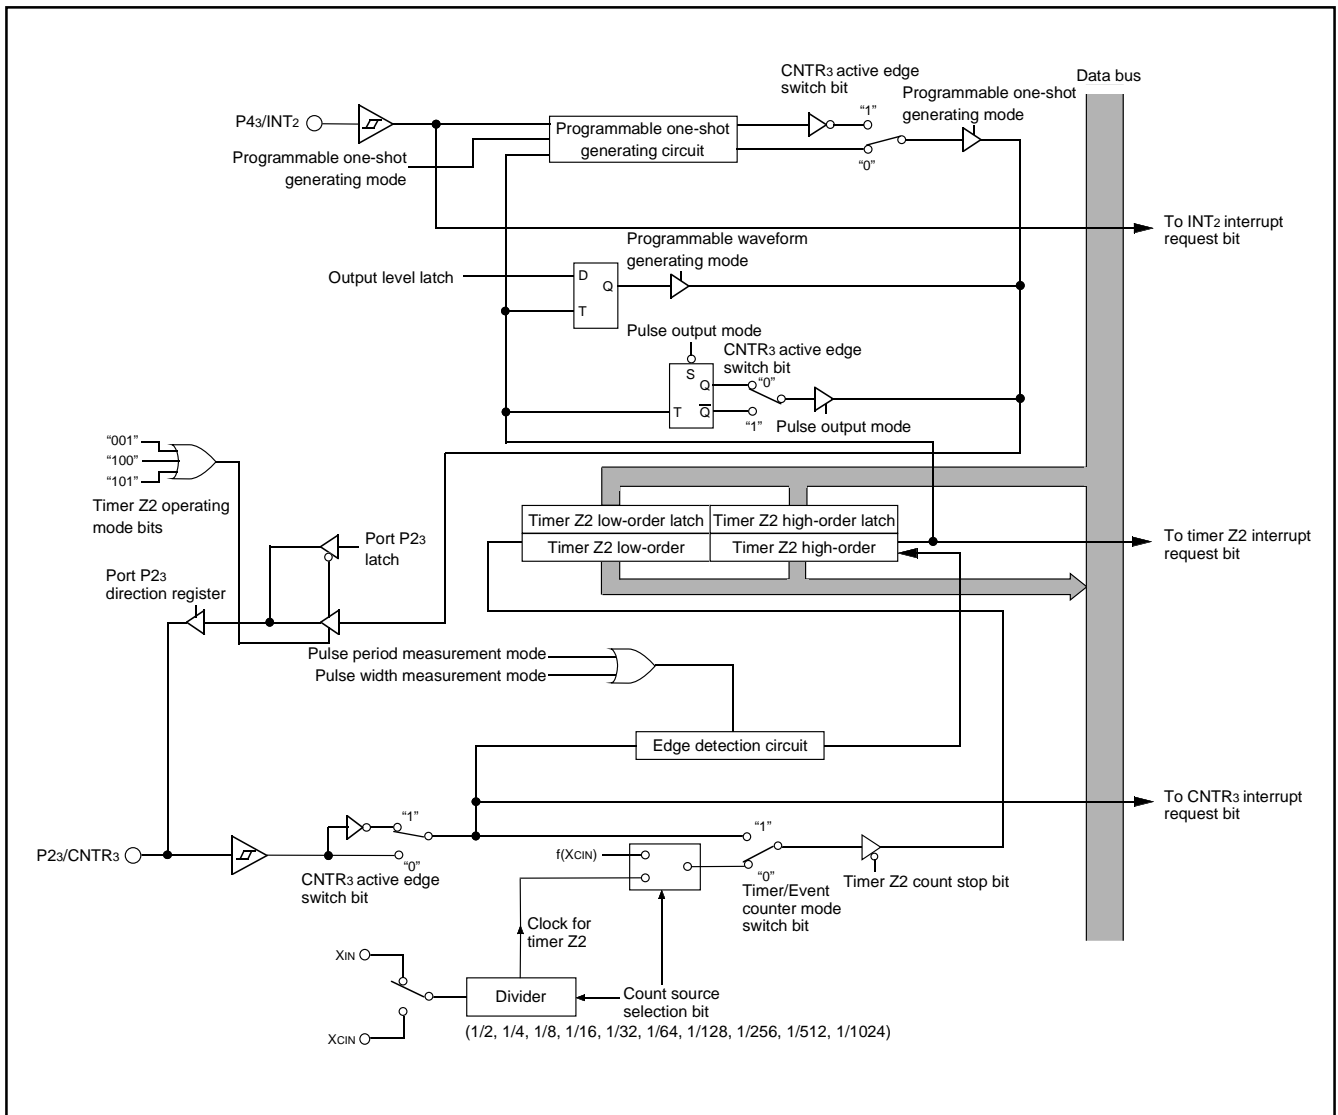 CNTR3 active edge
switch bit
Data bus
Programmable one-shot
generating mode
"1"
P43/INT2
Programmable one-shot
generating circuit
Programmable one-shot
generating mode
"0"
To INT2 interrupt
request bit
Programmable waveform
generating mode
Output level latch
D
Q
T
Pulse output mode
CNTR3 active edge
switch bit
S
Q
"0"
T
Q
"1"
Pulse output mode
"001"
"100"
"101"
Timer Z2 operating
mode bits
Timer Z2 low-order latch
Timer Z2 high-order latch
Timer Z2 low-order
Timer Z2 high-order
To timer Z2 interrupt
request bit
Port P23
latch
Port P23
direction register
Pulse period measurement mode
Pulse width measurement mode
Edge detection circuit
To CNTR3 interrupt
request bit
"1"
"1"
P23/CNTR3
"0"
CNTR3 active edge
switch bit
f(XCIN)
"0"
Timer/Event
counter mode
switch bit
Timer Z2 count stop bit
Clock for
timer Z2
XIN
Divider
Count source
selection bit
(1/2, 1/4, 1/8, 1/16, 1/32, 1/64, 1/128, 1/256, 1/512, 1/1024)
XCIN